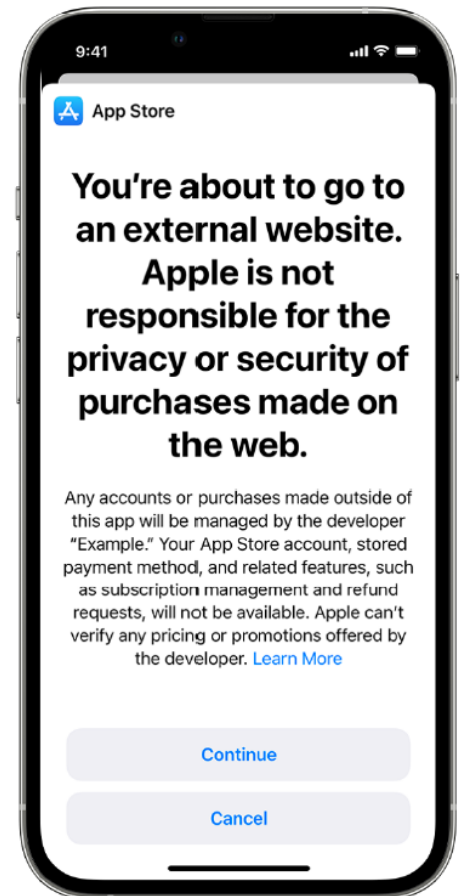 9:41
App Store
You're about to go to
an external website.
Apple is not
responsible for the
privacy or security of
purchases made on
the web.
Any accounts or purchases made outside of
this app will be managed by the developer
“Example.” Your App Store account, stored
payment method, and related features, such
as subscription management and refund
requests, will not be available. Apple can't
verify any pricing or promotions offered by
the developer. Learn More
Continue
Cancel